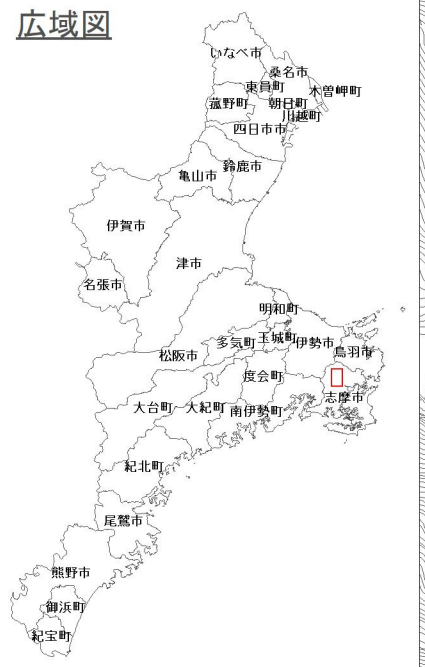 広域図
いなべ市
桑名市
東員町
木曽岬町
菰野町
朝日町
川越町
四日市市
鈴鹿市
亀山市
伊賀市
津市
名張市
明和町
多気町
玉城町
伊勢市
鳥羽市
松阪市
度会町
志摩市
大台町
大紀町
南伊勢町
紀北町
尾鷲市
熊野市
御浜町
紀宝町